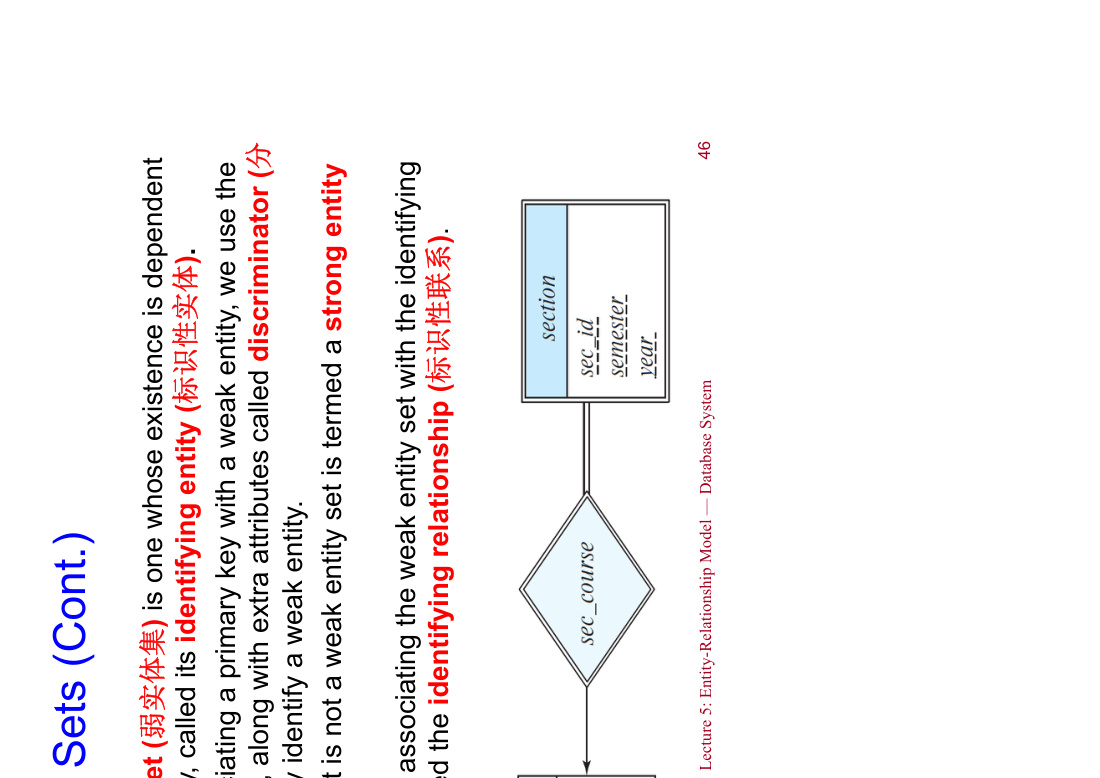 Sets (Cont.)
et (弱实体集) is one whose existence is dependent
, called its identifying entity (标识性实体).
iating a primary key with a weak entity, we use the
, along with extra attributes called discriminator (分
y identify a weak entity.
t is not a weak entity set is termed a strong entity
associating the weak entity set with the identifying
ed the identifying relationship (标识性联系).
sec_course
section
sec_id
semester
year
Lecture 5: Entity-Relationship Model — Database System
46